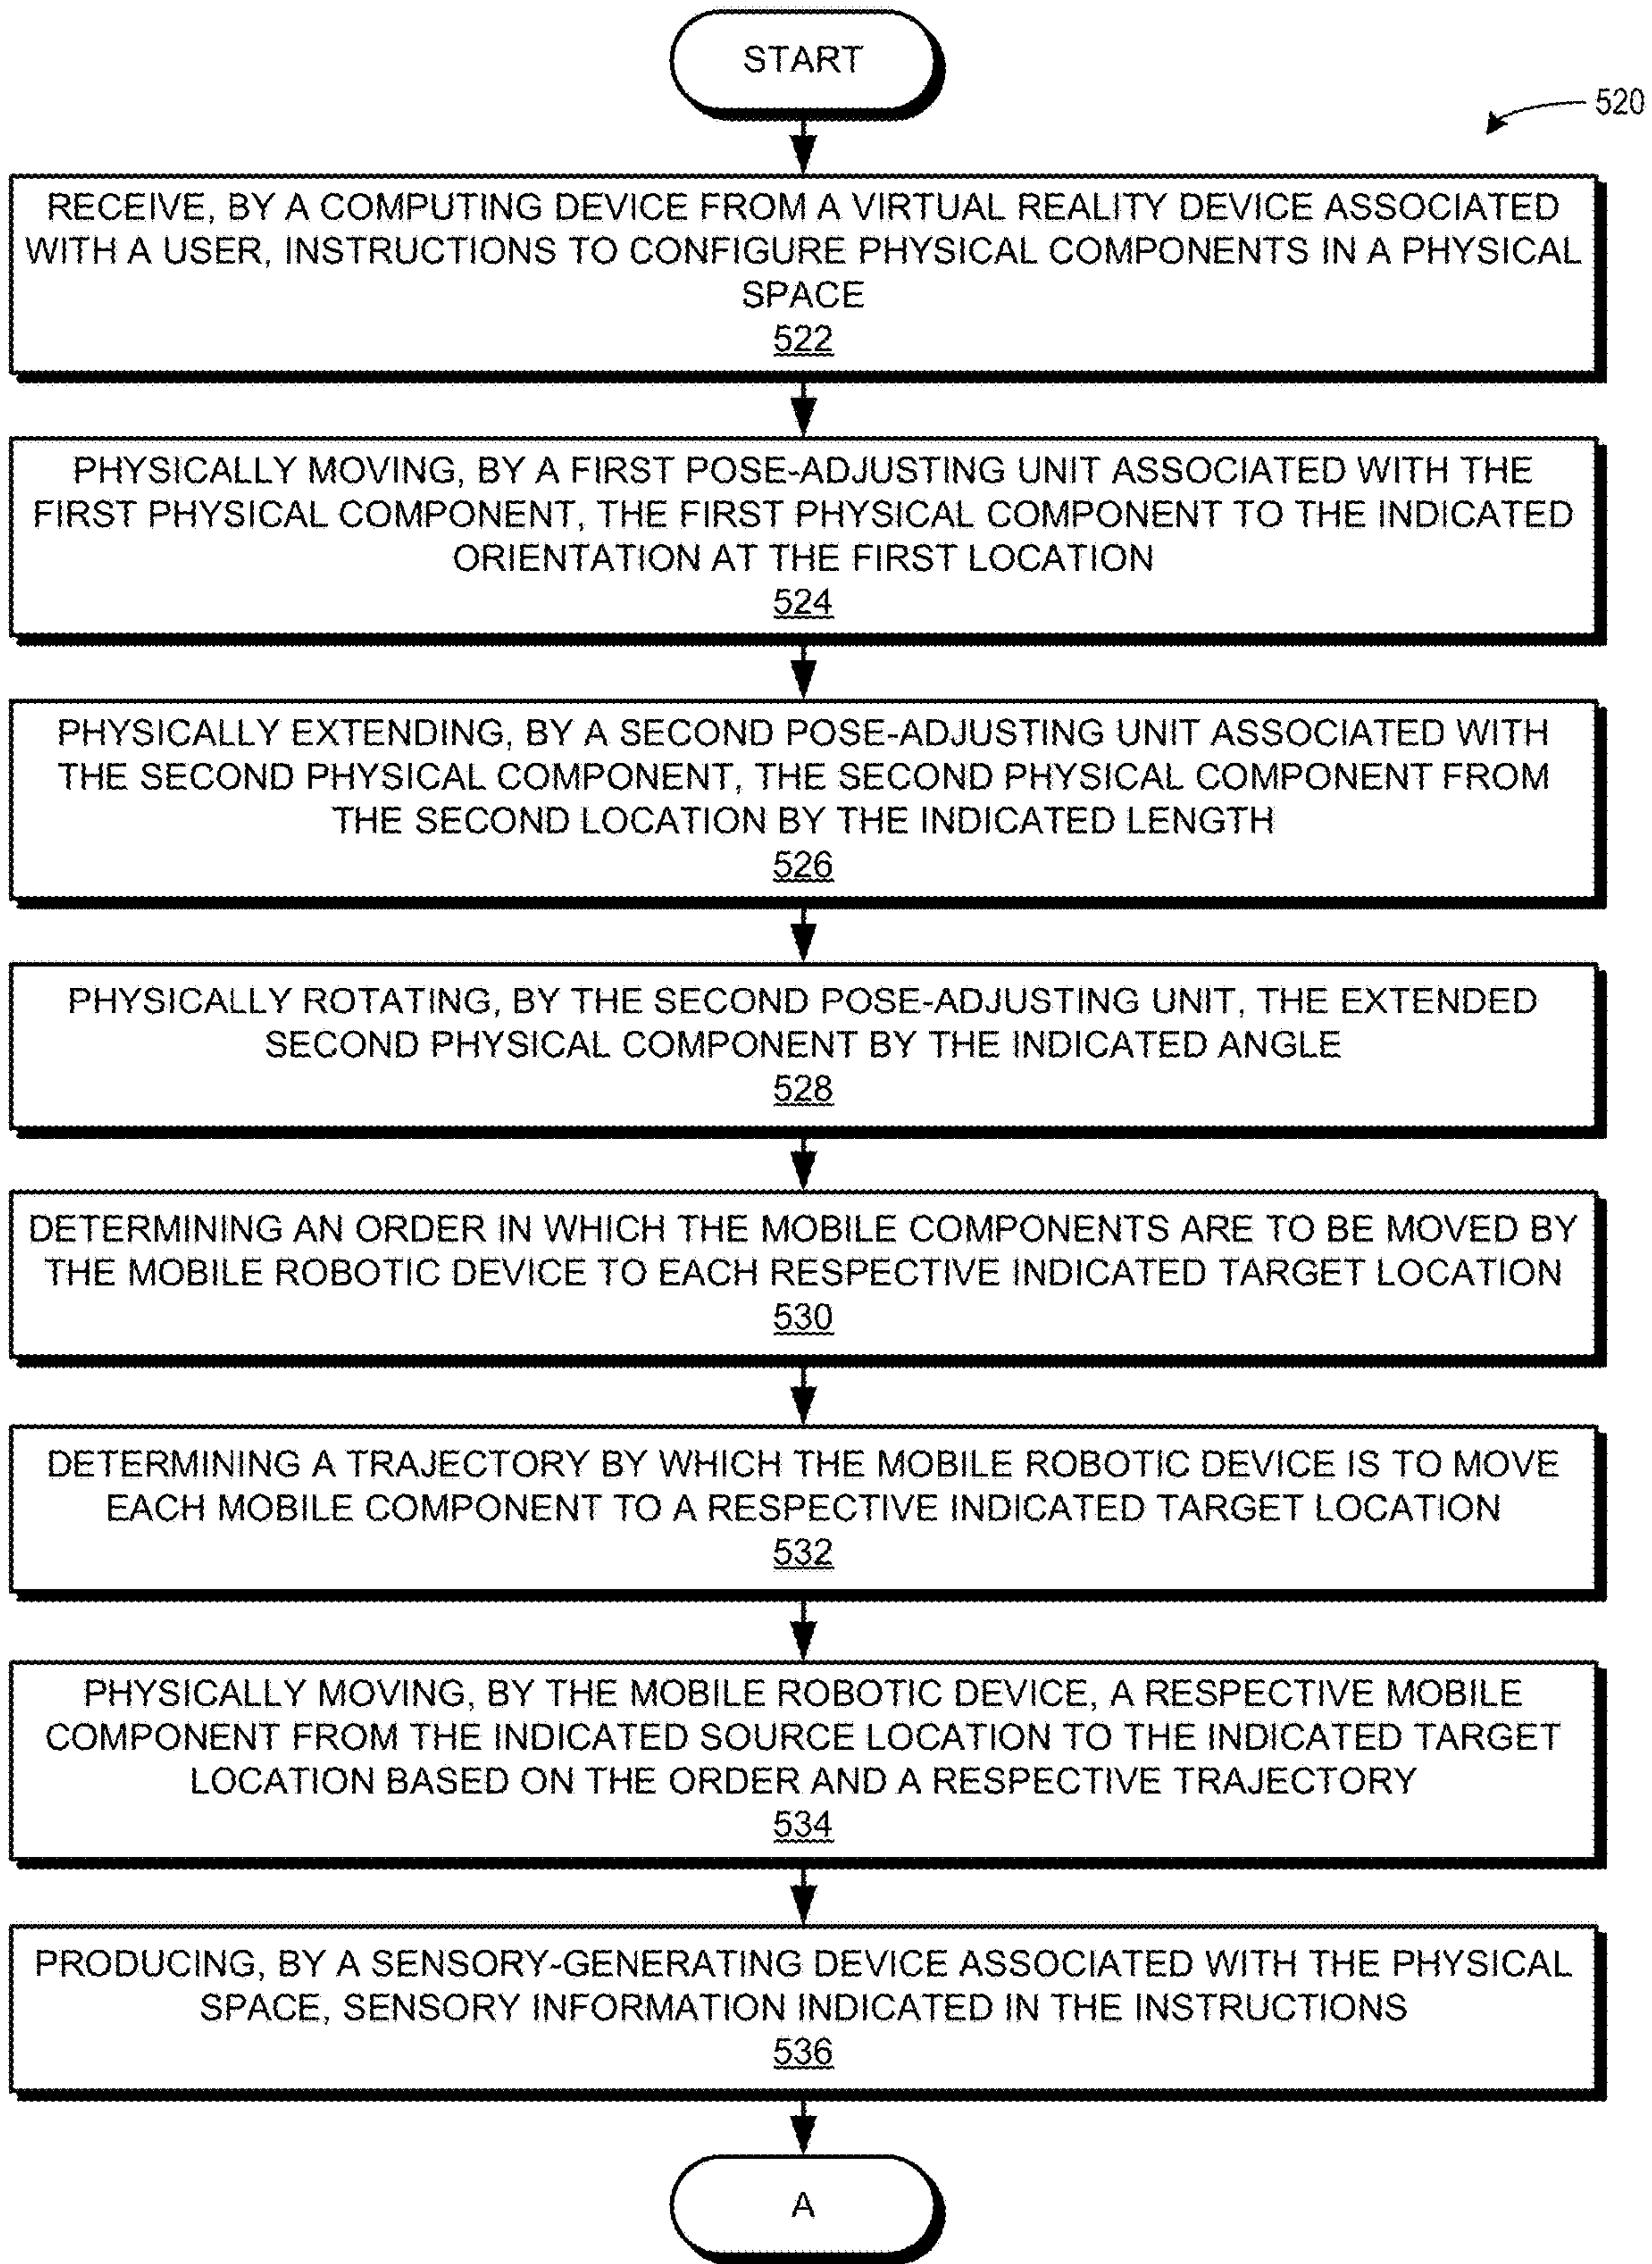 START
520
RECEIVE, BY A COMPUTING DEVICE FROM A VIRTUAL REALITY DEVICE ASSOCIATED
WITH A USER, INSTRUCTIONS TO CONFIGURE PHYSICAL COMPONENTS IN A PHYSICAL
SPACE
522
PHYSICALLY MOVING, BY A FIRST POSE-ADJUSTING UNIT ASSOCIATED WITH THE
FIRST PHYSICAL COMPONENT, THE FIRST PHYSICAL COMPONENT TO THE INDICATED
ORIENTATION AT THE FIRST LOCATION
524
PHYSICALLY EXTENDING, BY A SECOND POSE-ADJUSTING UNIT ASSOCIATED WITH
THE SECOND PHYSICAL COMPONENT, THE SECOND PHYSICAL COMPONENT FROM
THE SECOND LOCATION BY THE INDICATED LENGTH
526
PHYSICALLY ROTATING, BY THE SECOND POSE-ADJUSTING UNIT, THE EXTENDED
SECOND PHYSICAL COMPONENT BY THE INDICATED ANGLE
528
DETERMINING AN ORDER IN WHICH THE MOBILE COMPONENTS ARE TO BE MOVED BY
THE MOBILE ROBOTIC DEVICE TO EACH RESPECTIVE INDICATED TARGET LOCATION
530
DETERMINING A TRAJECTORY BY WHICH THE MOBILE ROBOTIC DEVICE IS TO MOVE
EACH MOBILE COMPONENT TO A RESPECTIVE INDICATED TARGET LOCATION
532
PHYSICALLY MOVING, BY THE MOBILE ROBOTIC DEVICE, A RESPECTIVE MOBILE
COMPONENT FROM THE INDICATED SOURCE LOCATION TO THE INDICATED TARGET
LOCATION BASED ON THE ORDER AND A RESPECTIVE TRAJECTORY
534
PRODUCING, BY A SENSORY-GENERATING DEVICE ASSOCIATED WITH THE PHYSICAL
SPACE, SENSORY INFORMATION INDICATED IN THE INSTRUCTIONS
536
A